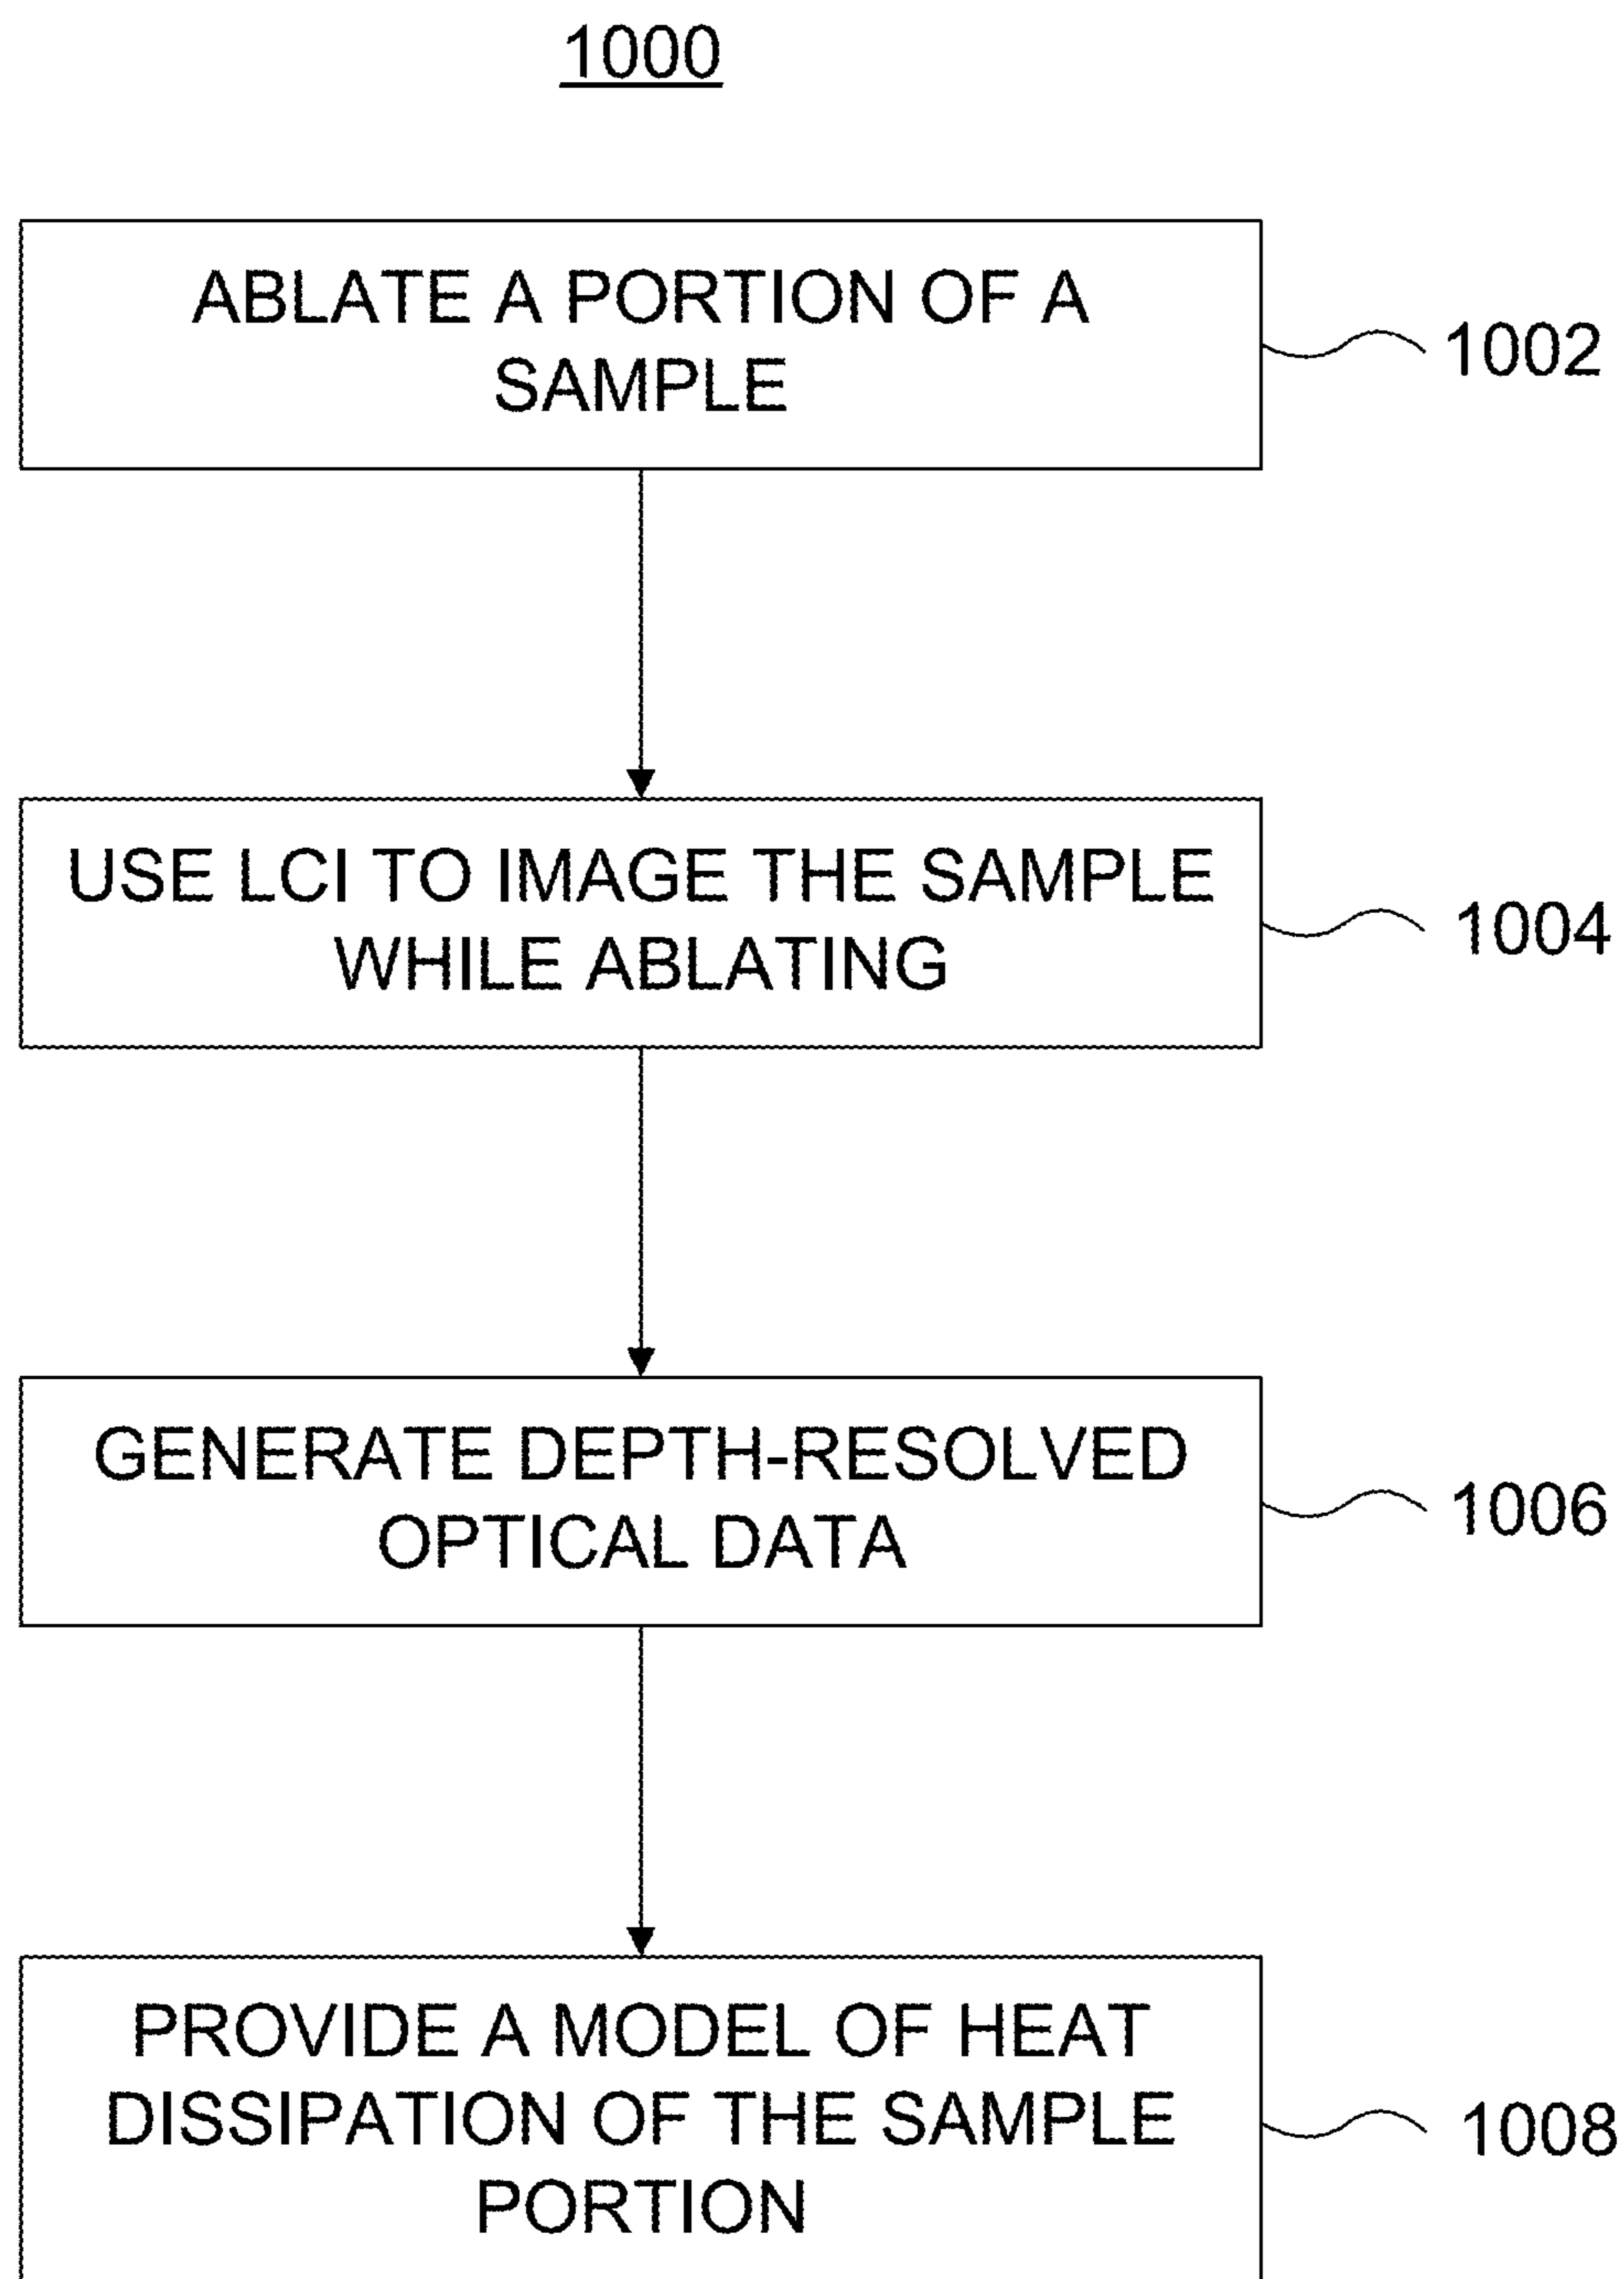 1000
ABLATE A PORTION OF A
SAMPLE
1002
USE LCI TO IMAGE THE SAMPLE
WHILE ABLATING
1004
GENERATE DEPTH-RESOLVED
OPTICAL DATA
1006
PROVIDE A MODEL OF HEAT
DISSIPATION OF THE SAMPLE
PORTION
1008